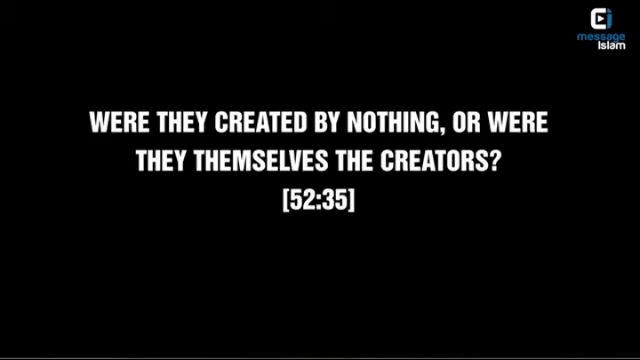 message
Islam
WERE THEY CREATED BY NOTHING, OR WERE
THEY THEMSELVES THE CREATORS?
[52:35]